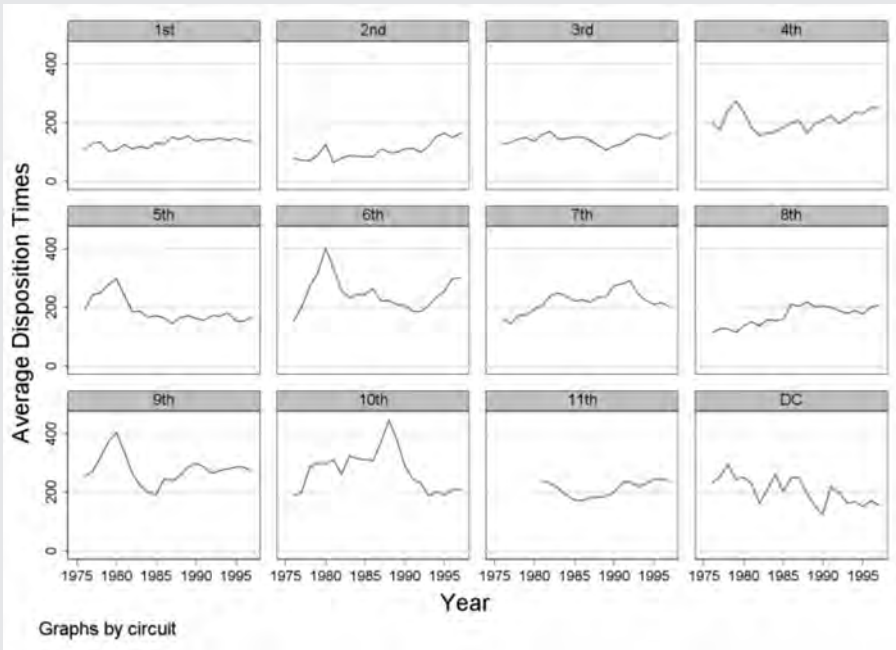 Average Disposition Times
1st 2nd 3rd 4th
400
200
0
5th 6th 7th 8th
400
200
0
9th 10th 11th DC
400
200
0
1975 1980 1985 1990 1995 1975 1980 1985 1990 1995 1975 1980 1985 1990 1995 1975 1980 1985 1990 1995
Year
Graphs by circuit